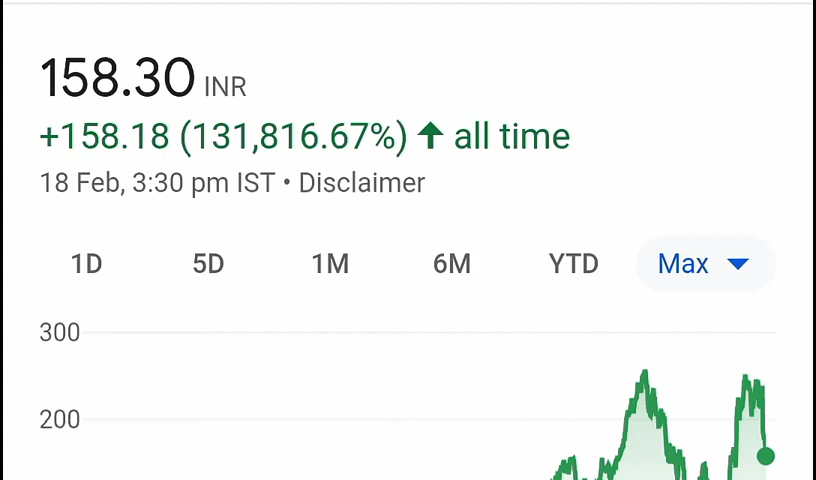 158.30 INR
+158.18 (131,816.67%) ↑ all time
18 Feb, 3:30 pm IST • Disclaimer
1D 5D 1M 6M YTD Max
300
200